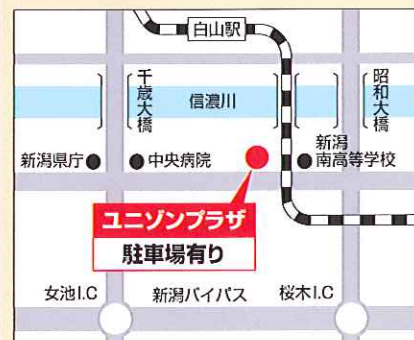 白山駅
千歳大橋
信濃川
昭和大橋
新潟県庁
中央病院
新潟
南高等学校
ユニゾンプラザ
駐車場有り
女池I.C
新潟バイパス
桜木I.C